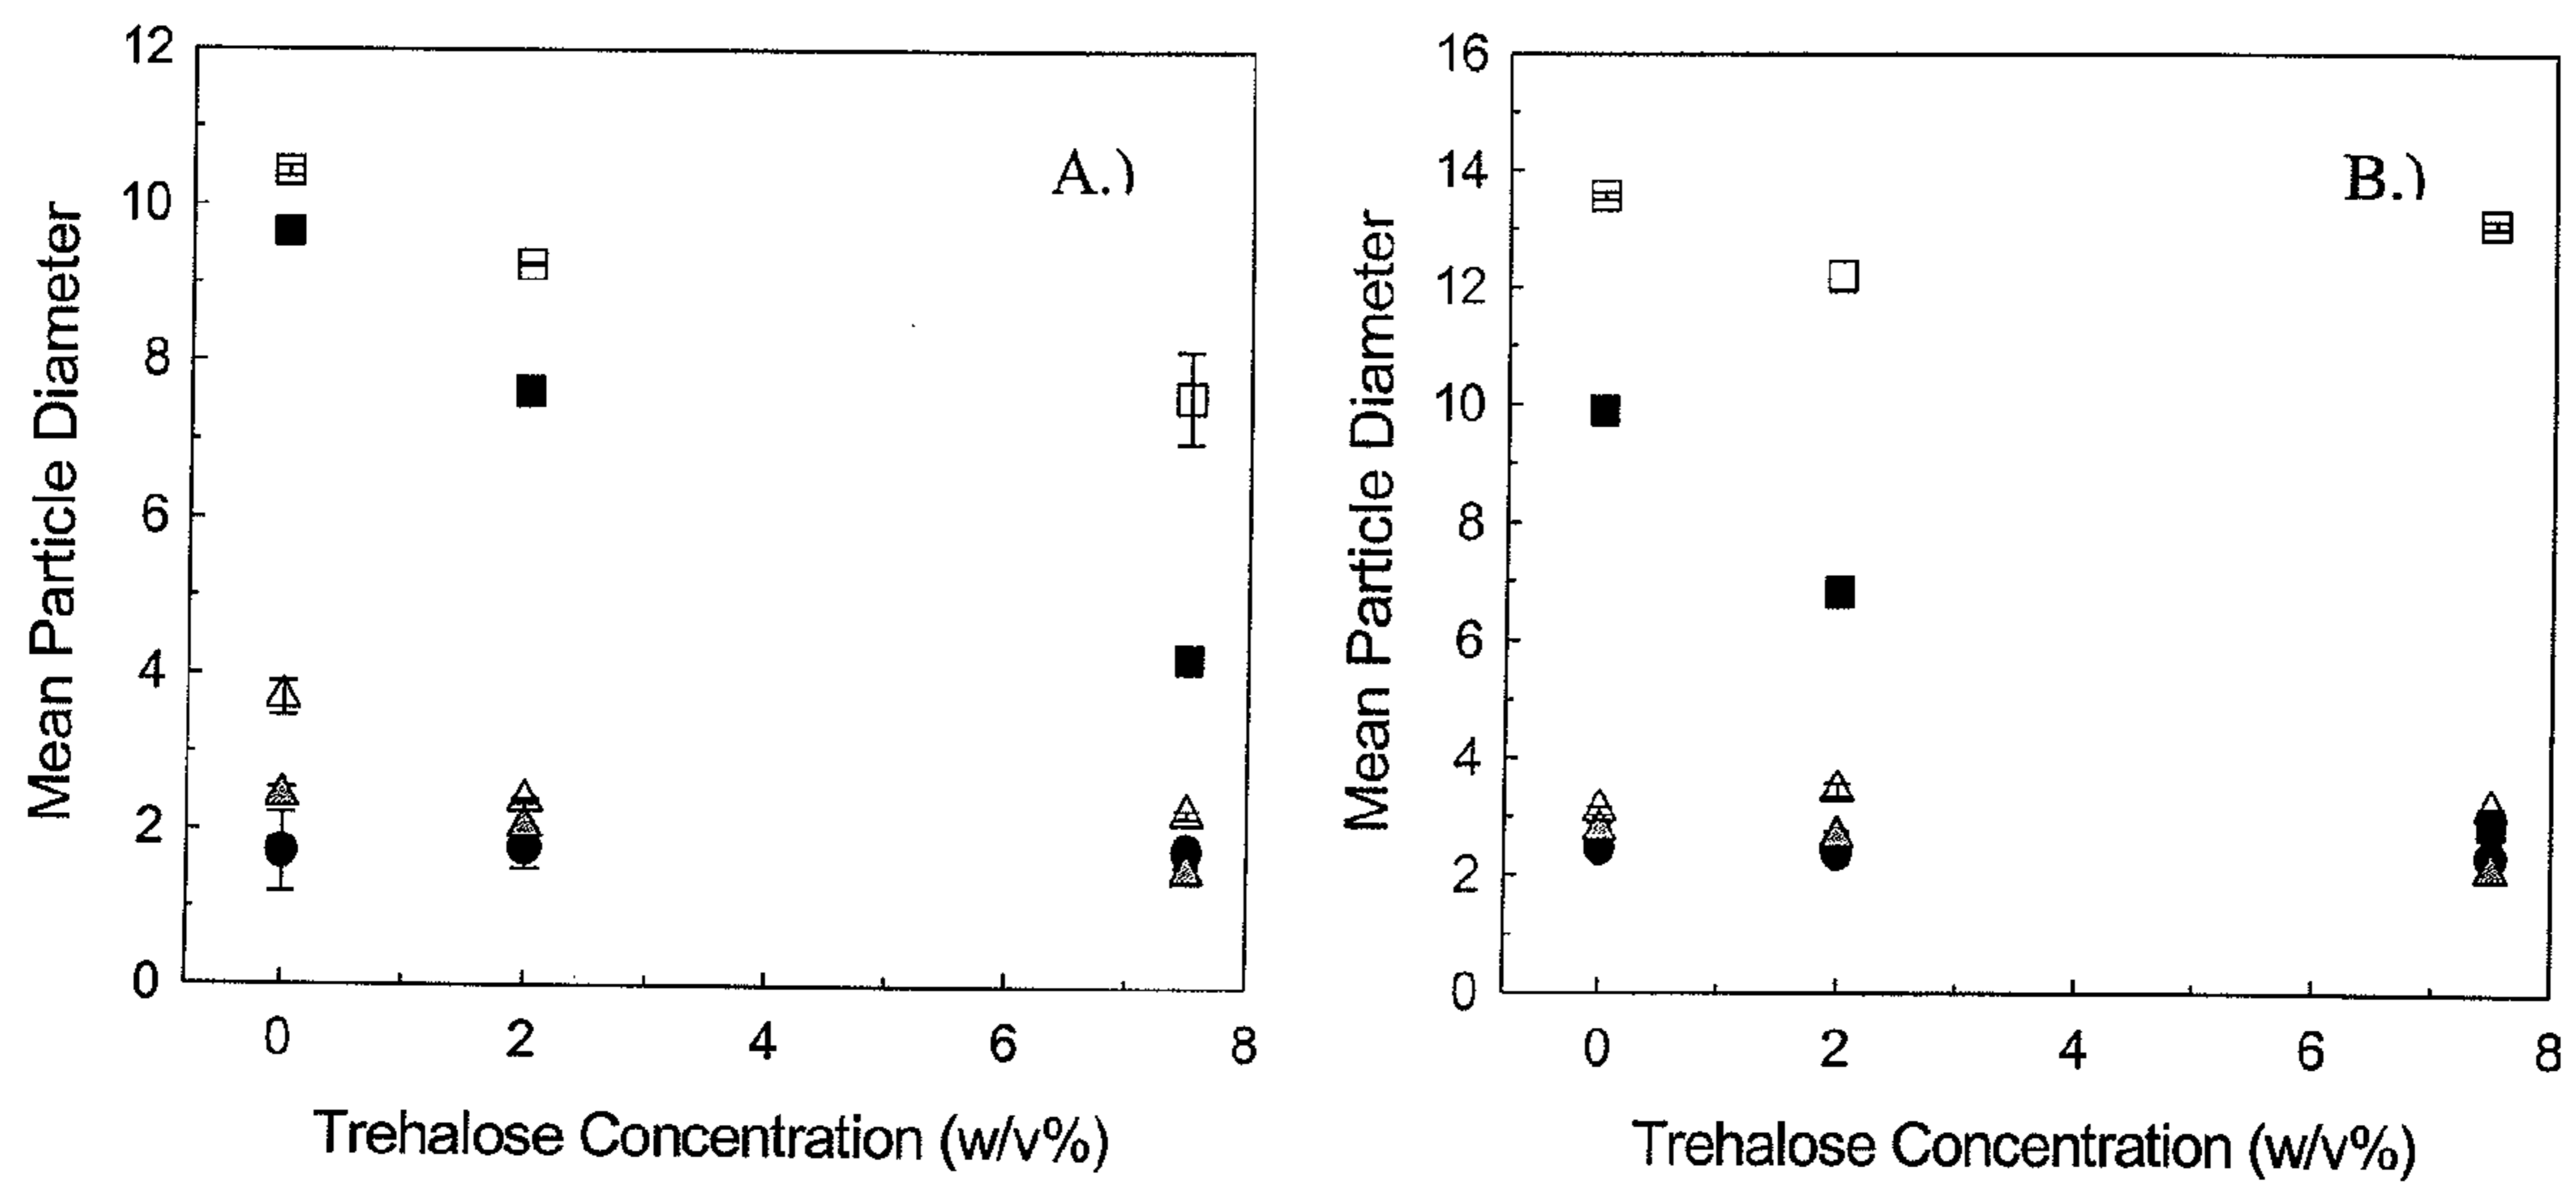 Mean Particle Diameter
12
10
8
6
4
2
0
A.)
0 2 4 6 8
Trehalose Concentration (w/v%)
Mean Particle Diameter
16
14
12
10
8
6
4
2
0
B.)
0 2 4 6 8
Trehalose Concentration (w/v%)